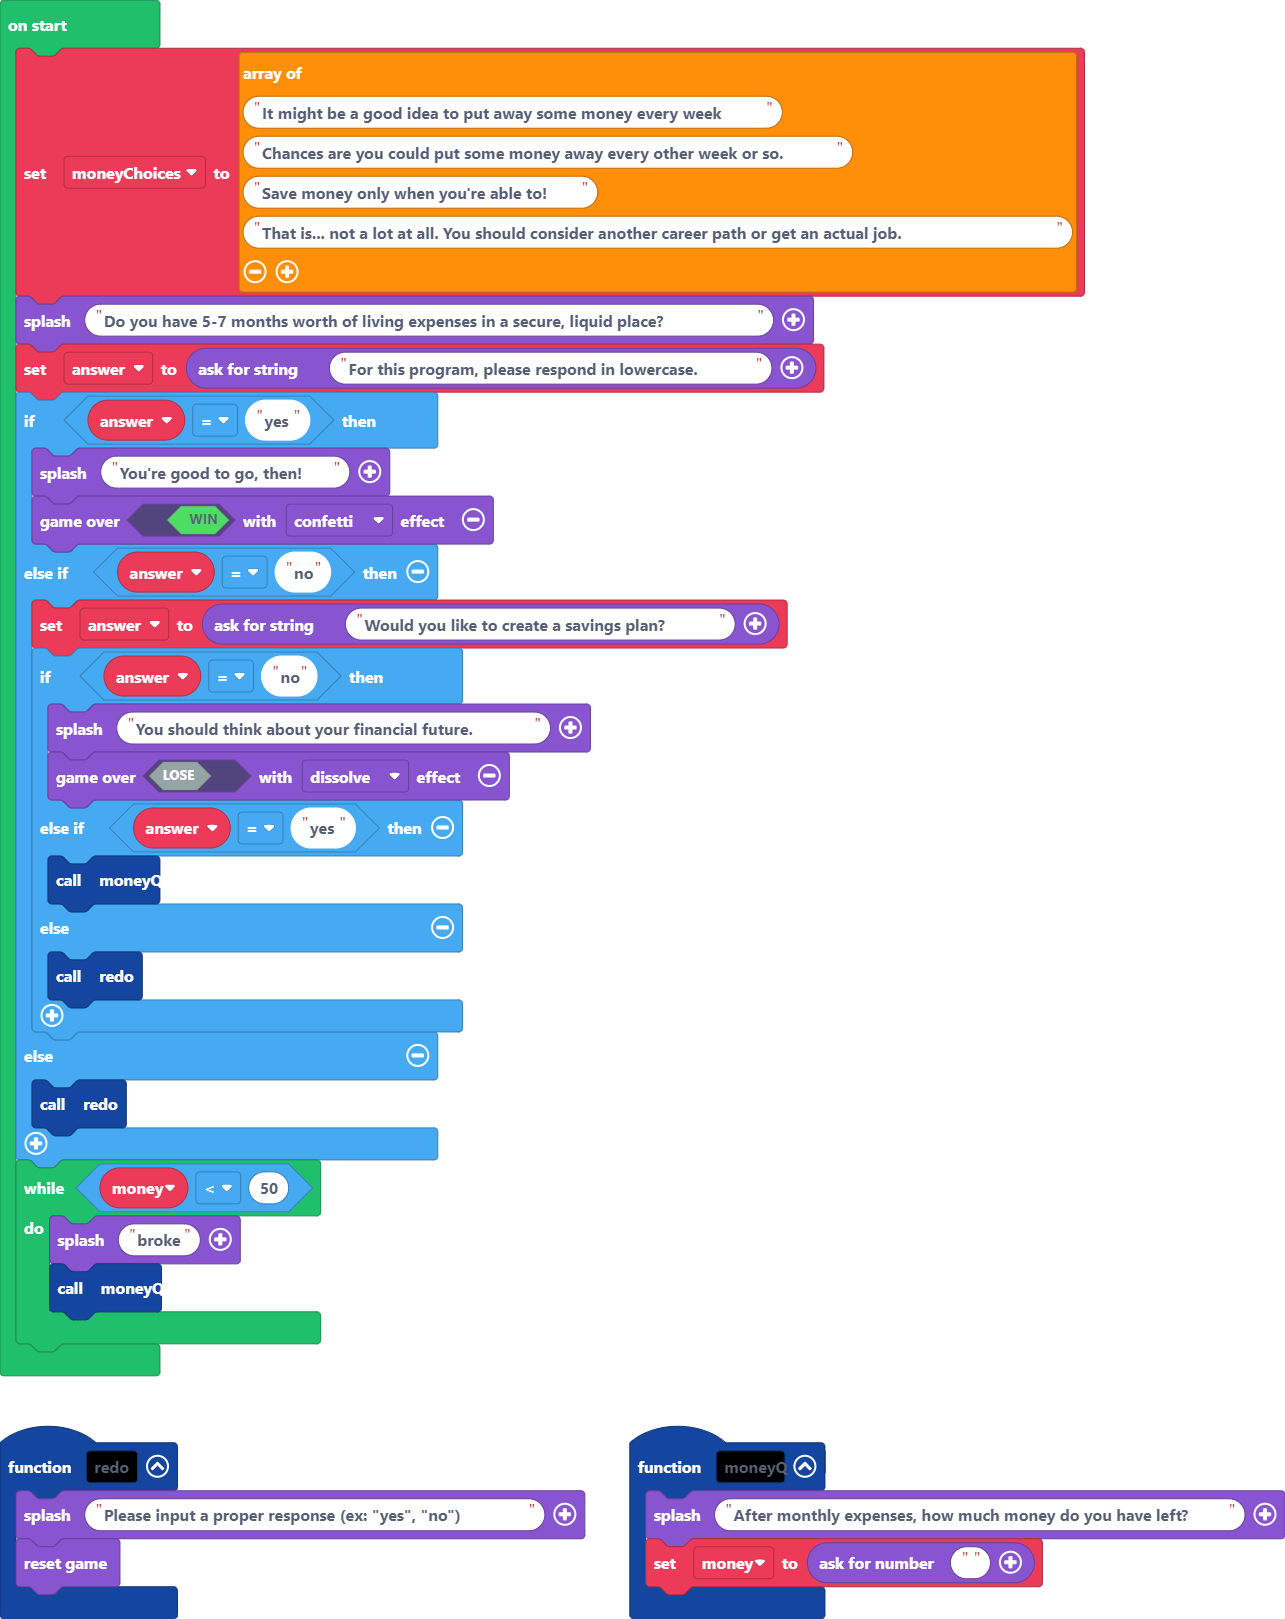 on start
array of
"It might be a good idea to put away some money every week"
"Chances are you could put some money away every other week or so."
set moneyChoices to
"Save money only when you're able to!"
"That is... not a lot at all. You should consider another career path or get an actual job."
splash "Do you have 5-7 months worth of living expenses in a secure, liquid place?"
set answer to ask for string "For this program, please respond in lowercase."
if answer = "yes" then
splash "You're good to go, then!"
game over WIN with confetti effect
else if answer = "no" then
set answer to ask for string "Would you like to create a savings plan?"
if answer = "no" then
splash "You should think about your financial future."
game over LOSE with dissolve effect
else if answer = "yes" then
call moneyQ
else
call redo
else
call redo
while money < 50
do
splash "broke"
call moneyQ
function redo
splash "Please input a proper response (ex: "yes", "no")"
reset game
function moneyQ
splash "After monthly expenses, how much money do you have left?"
set money to ask for number " "